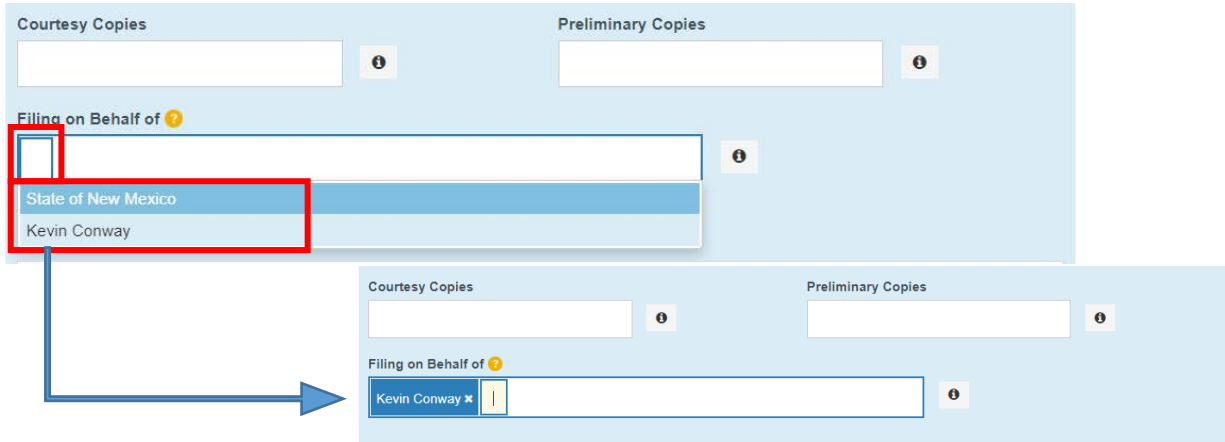 Courtesy Copies Preliminary Copies
Filing on Behalf of ?
State of New Mexico
Kevin Conway
Courtesy Copies Preliminary Copies
Filing on Behalf of ?
Kevin Conway ×